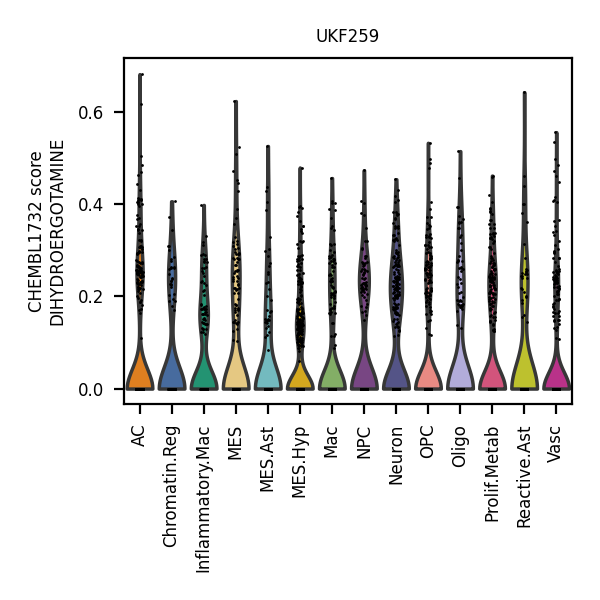 UKF259
CHEMBL1732 score
DIHYDROERGOTAMINE
0.6
0.4
0.2
0.0
AC
Chromatin.Reg
Inflammatory.Mac
MES
MES.Ast
MES.Hyp
Mac
NPC
Neuron
OPC
Oligo
Prolif.Metab
Reactive.Ast
Vasc